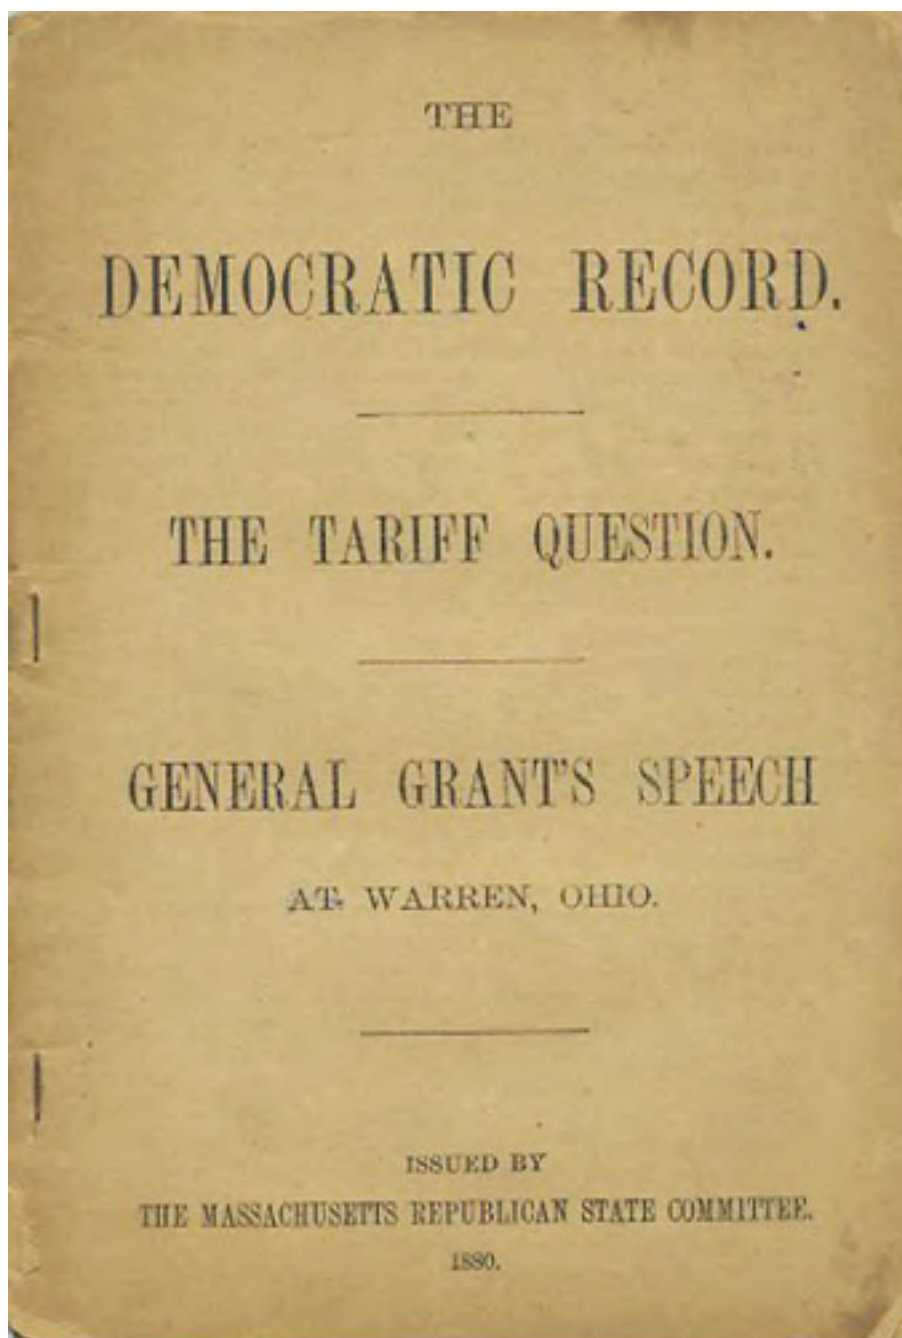 THE
DEMOCRATIC RECORD.
THE TARIFF QUESTION.
GENERAL GRANT'S SPEECH
AT WARREN, OHIO.
ISSUED BY
THE MASSACHUSETTS REPUBLICAN STATE COMMITTEE.
1880.